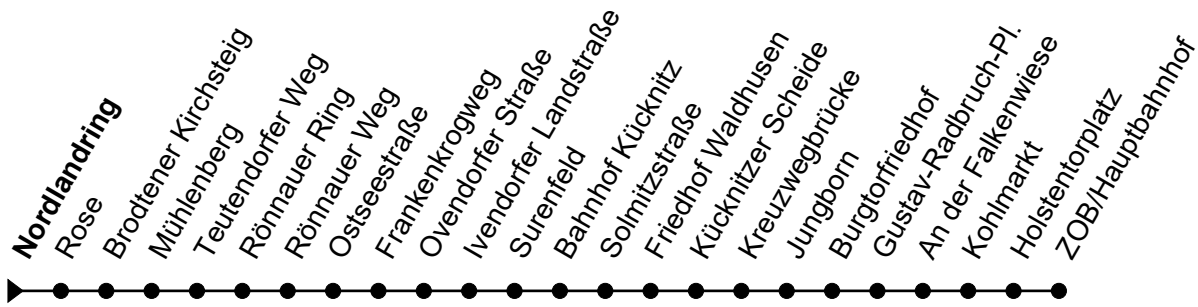 Nordlandring
Rose
Brodtener Kirchsteig
Mühlenberg
Teutendorfer Weg
Rönnauer Ring
Rönnauer Weg
Ostseestraße
Frankenkrogweg
Ovendorfer Straße
Ivendorfer Landstraße
Surenfeld
Bahnhof Kücknitz
Solmitzstraße
Friedhof Waldhusen
Kücknitzer Scheide
Kreuzwegbrücke
Jungborn
Burgtorfriedhof
Gustav-Radbruch-Pl.
An der Falkenwiese
Kohlmarkt
Holstentorplatz
ZOB/Hauptbahnhof